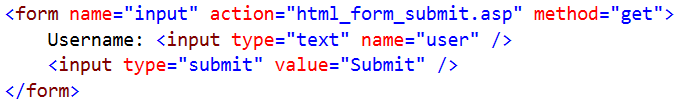 <form name="input" action="html_form_submit.asp" method="get">
    Username: <input type="text" name="user" />
    <input type="submit" value="Submit" />
</form>